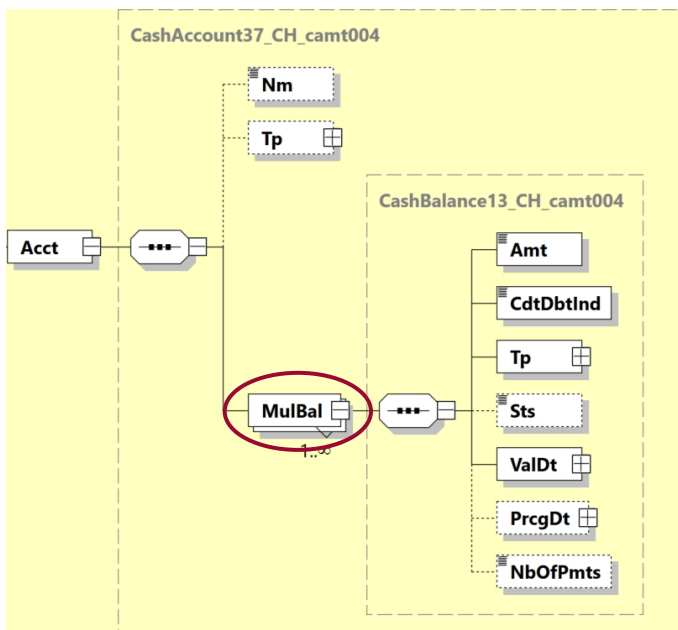 CashAccount37_CH_camt004
Nm
Tp
CashBalance13_CH_camt004
Acct
Amt
CdtDbtInd
Tp
MulBal
Sts
1..∞
ValDt
PrcgDt
NbOfPmts